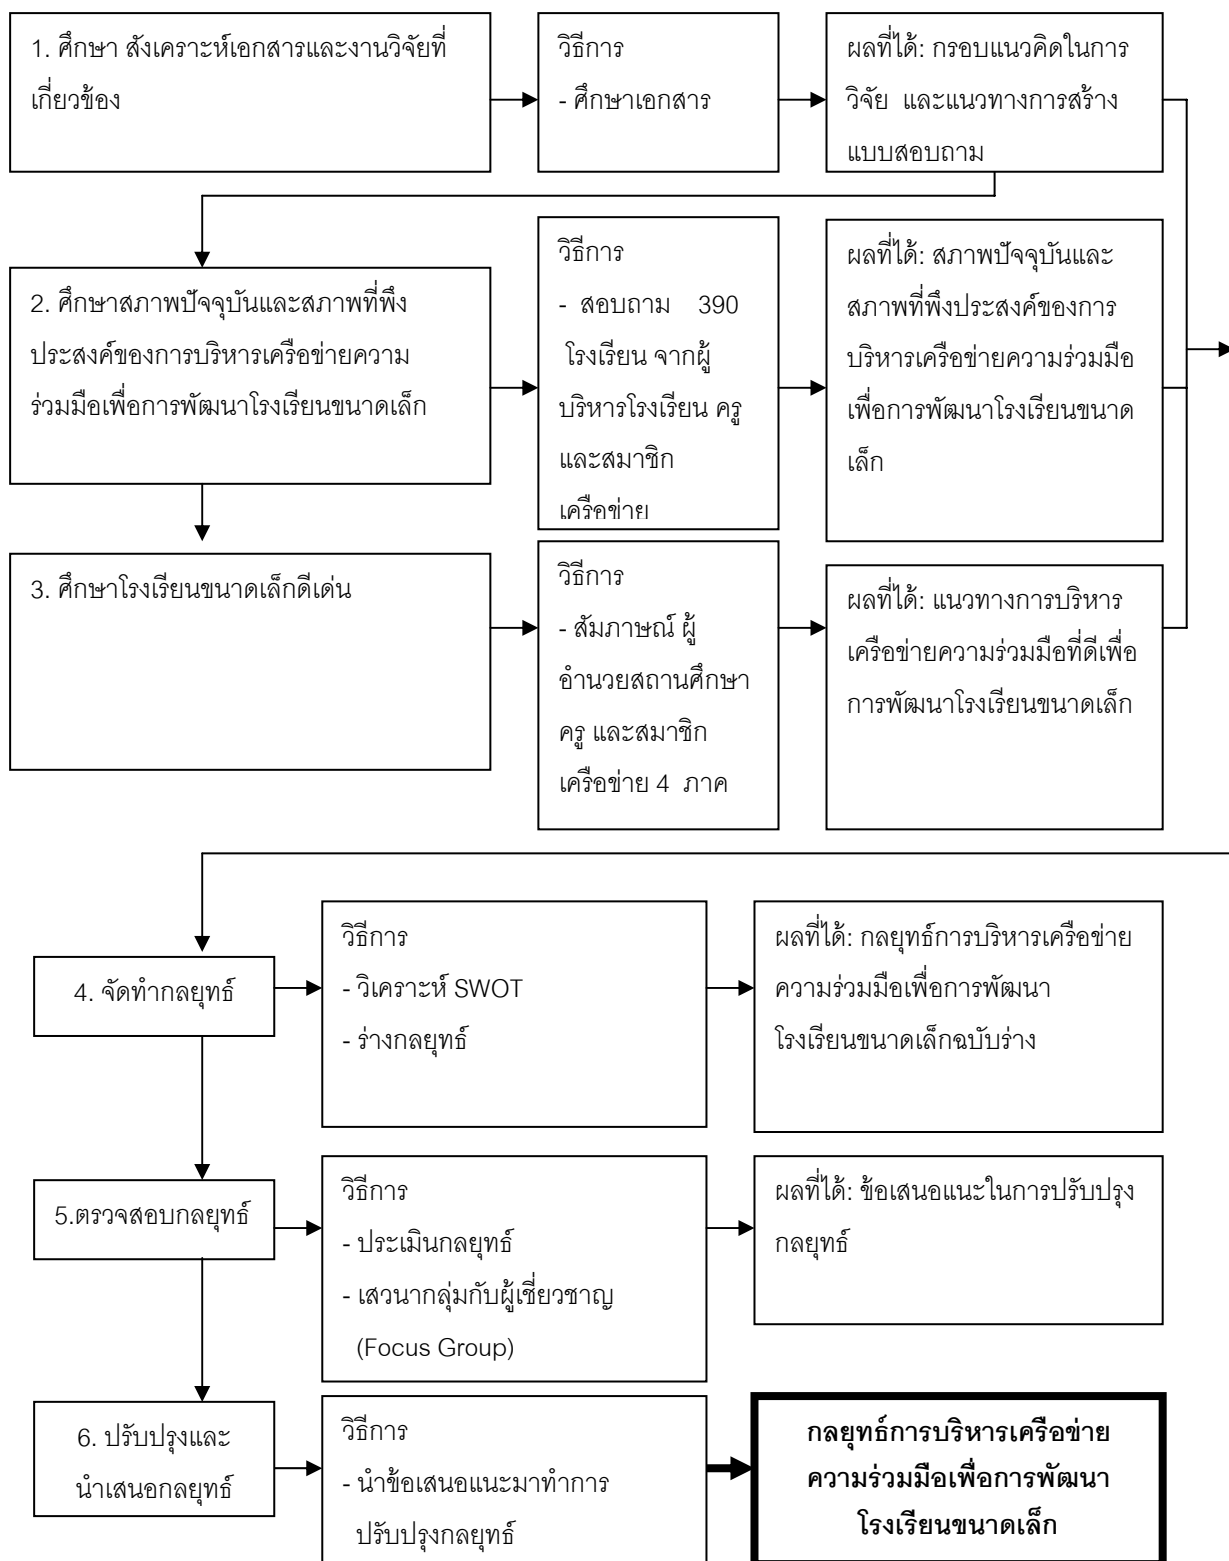 1. ศึกษา สังเคราะห์เอกสารและงานวิจัยที่
เกี่ยวข้อง
วิธีการ
- ศึกษาเอกสาร
ผลที่ได้: กรอบแนวคิดในการ
วิจัย และแนวทางการสร้าง
แบบสอบถาม
2. ศึกษาสภาพปัจจุบันและสภาพที่พึง
ประสงค์ของการบริหารเครือข่ายความ
ร่วมมือเพื่อการพัฒนาโรงเรียนขนาดเล็ก
วิธีการ
- สอบถาม 390
โรงเรียน จากผู้
บริหารโรงเรียน ครู
และสมาชิก
เครือข่าย
ผลที่ได้: สภาพปัจจุบันและ
สภาพที่พึงประสงค์ของการ
บริหารเครือข่ายความร่วมมือ
เพื่อการพัฒนาโรงเรียนขนาด
เล็ก
3. ศึกษาโรงเรียนขนาดเล็กดีเด่น
วิธีการ
- สัมภาษณ์ ผู้
อำนวยสถานศึกษา
ครู และสมาชิก
เครือข่าย 4 ภาค
ผลที่ได้: แนวทางการบริหาร
เครือข่ายความร่วมมือที่ดีเพื่อ
การพัฒนาโรงเรียนขนาดเล็ก
4. จัดทำกลยุทธ์
วิธีการ
- วิเคราะห์ SWOT
- ร่างกลยุทธ์
ผลที่ได้: กลยุทธ์การบริหารเครือข่าย
ความร่วมมือเพื่อการพัฒนา
โรงเรียนขนาดเล็กฉบับร่าง
5.ตรวจสอบกลยุทธ์
วิธีการ
- ประเมินกลยุทธ์
- เสวนากลุ่มกับผู้เชี่ยวชาญ
(Focus Group)
ผลที่ได้: ข้อเสนอแนะในการปรับปรุง
กลยุทธ์
6. ปรับปรุงและ
นำเสนอกลยุทธ์
วิธีการ
- นำข้อเสนอแนะมาทำการ
ปรับปรุงกลยุทธ์
กลยุทธ์การบริหารเครือข่าย
ความร่วมมือเพื่อการพัฒนา
โรงเรียนขนาดเล็ก